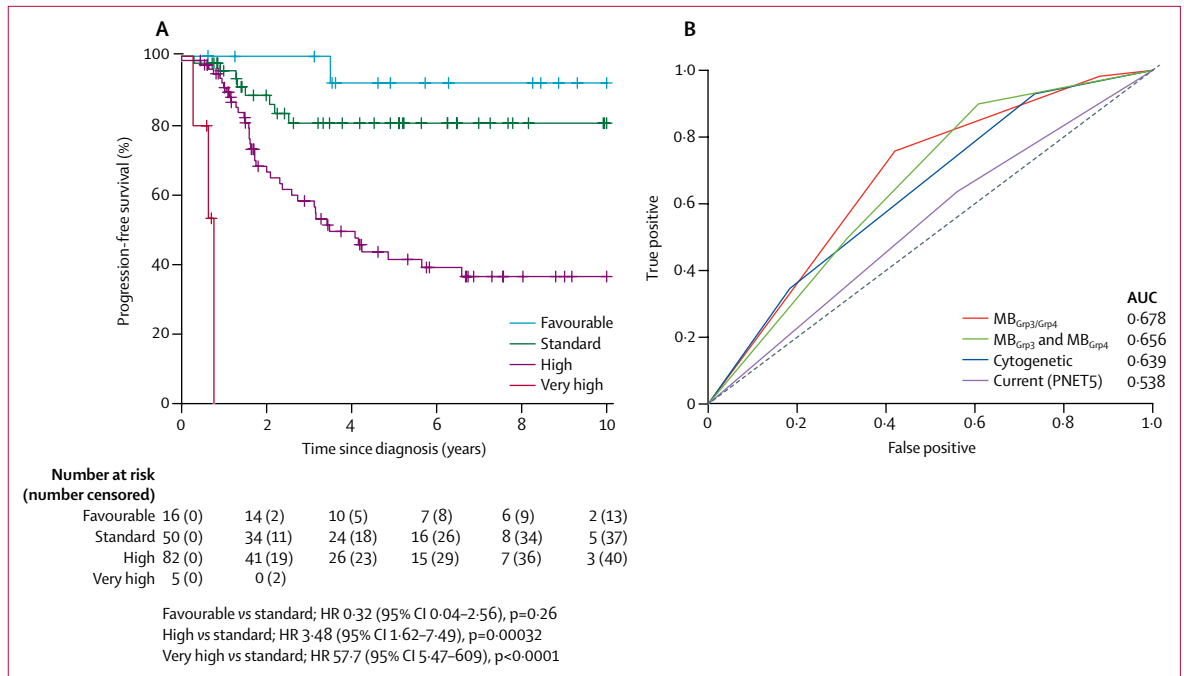 A
100
80
60
40
20
0
Progression-free survival (%)
0 2 4 6 8 10
Time since diagnosis (years)
Favourable
Standard
High
Very high
Number at risk
(number censored)
Favourable 16 (0) 14 (2) 10 (5) 7 (8) 6 (9) 2 (13)
Standard 50 (0) 34 (11) 24 (18) 16 (26) 8 (34) 5 (37)
High 82 (0) 41 (19) 26 (23) 15 (29) 7 (36) 3 (40)
Very high 5 (0) 0 (2)
Favourable vs standard; HR 0·32 (95% CI 0·04–2·56), p=0·26
High vs standard; HR 3·48 (95% CI 1·62–7·49), p=0·00032
Very high vs standard; HR 57·7 (95% CI 5·47–609), p<0·0001
B
1·0
0·8
0·6
0·4
0·2
0
True positive
0 0·2 0·4 0·6 0·8 1·0
False positive
AUC
MBGrp3/Grp4 0·678
MBGrp3 and MBGrp4 0·656
Cytogenetic 0·639
Current (PNET5) 0·538